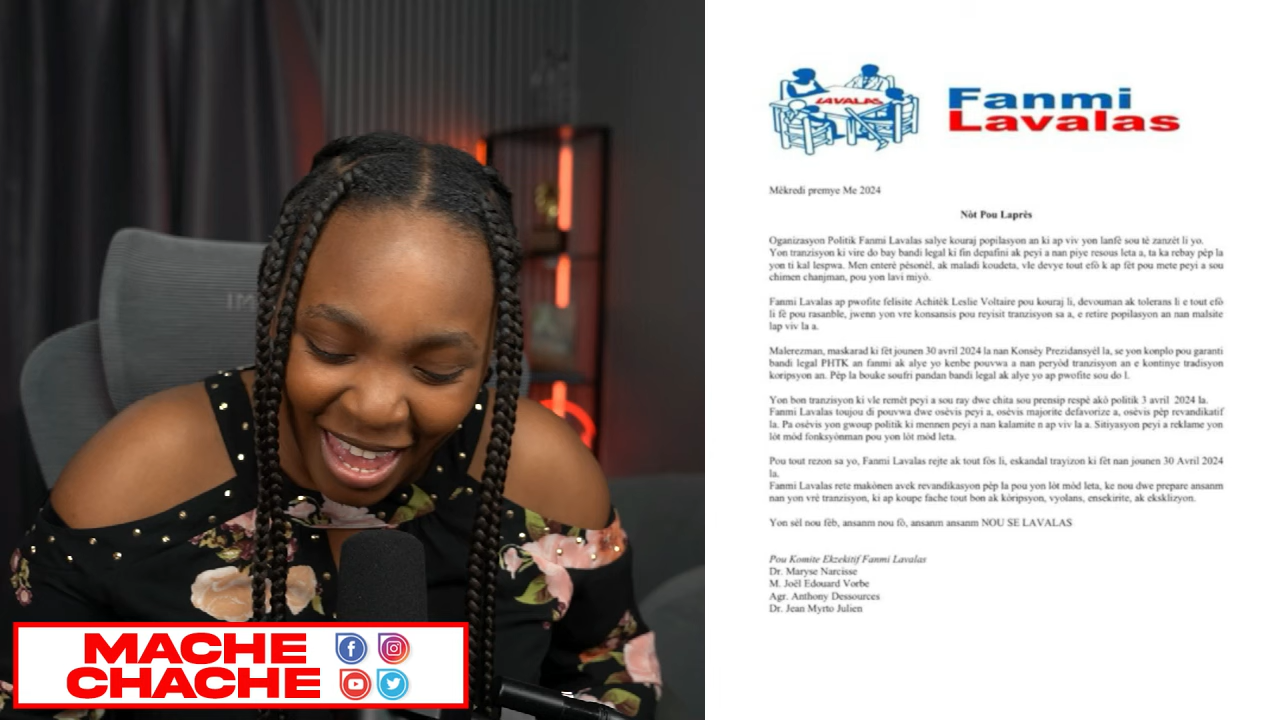 MACHE
CHACHE
LAVALAS
Fanmi
Lavalas
Mèkredi premye Me 2024
Nòt Pou Laprès
Oganizasyon Politik Fanmi Lavalas salye kouraj popilasyon an ki ap viv yon lanfè sou tè zanzèt li yo.
Yon tranzisyon ki vire do bay bandi legal ki fin depafini ak peyi a nan piye resous leta a, ta ka rebay pèp la
yon ti kal lespwa. Men enterè pèsonèl, ak maladi koudeta, vle devye tout efò k ap fèt pou mete peyi a sou
chimen chanjman, pou yon lavi miyò.
Fanmi Lavalas ap pwofite felisite Achitèk Leslie Voltaire pou kouraj li, devouman ak tolerans li e tout efò
li fè pou rasanble, jwenn yon vre konsansis pou reyisit tranzisyon sa a, e retire popilasyon an nan malsite
lap viv la a.
Malerezman, maskarad ki fèt jounen 30 avril 2024 la nan Konsèy Prezidansyèl la, se yon konplo pou garanti
bandi legal PHTK an fanmi ak alye yo kenbe pouvwa a nan peryòd tranzisyon an e kontinye tradisyon
koripsyon an. Pèp la bouke soufri pandan bandi legal ak alye yo ap pwofite sou do l.
Yon bon tranzisyon ki vle remèt peyi a sou ray dwe chita sou prensip respè akò politik 3 avril 2024 la.
Fanmi Lavalas toujou di pouvwa dwe osèvis peyi a, osèvis majorite defavorize a, osèvis pèp revandikatif
la. Pa osèvis yon gwoup politik ki mennen peyi a nan kalamite n ap viv la a. Sitiyasyon peyi a reklame yon
lòt mòd fonksyònman pou yon lòt mòd leta.
Pou tout rezon sa yo, Fanmi Lavalas rejte ak tout fòs li, eskandal trayizon ki fèt nan jounen 30 Avril 2024
la.
Fanmi Lavalas rete makònen avek revandikasyon pèp la pou yon lòt mòd leta, ke nou dwe prepare ansanm
nan yon vrè tranzisyon, ki ap koupe fache tout bon ak kòripsyon, vyolans, ensekirite, ak eksklizyon.
Yon sèl nou fèb, ansanm nou fò, ansanm ansanm NOU SE LAVALAS
Pou Komite Ekzekitif Fanmi Lavalas
Dr. Maryse Narcisse
M. Joël Edouard Vorbe
Agr. Anthony Dessources
Dr. Jean Myrto Julien